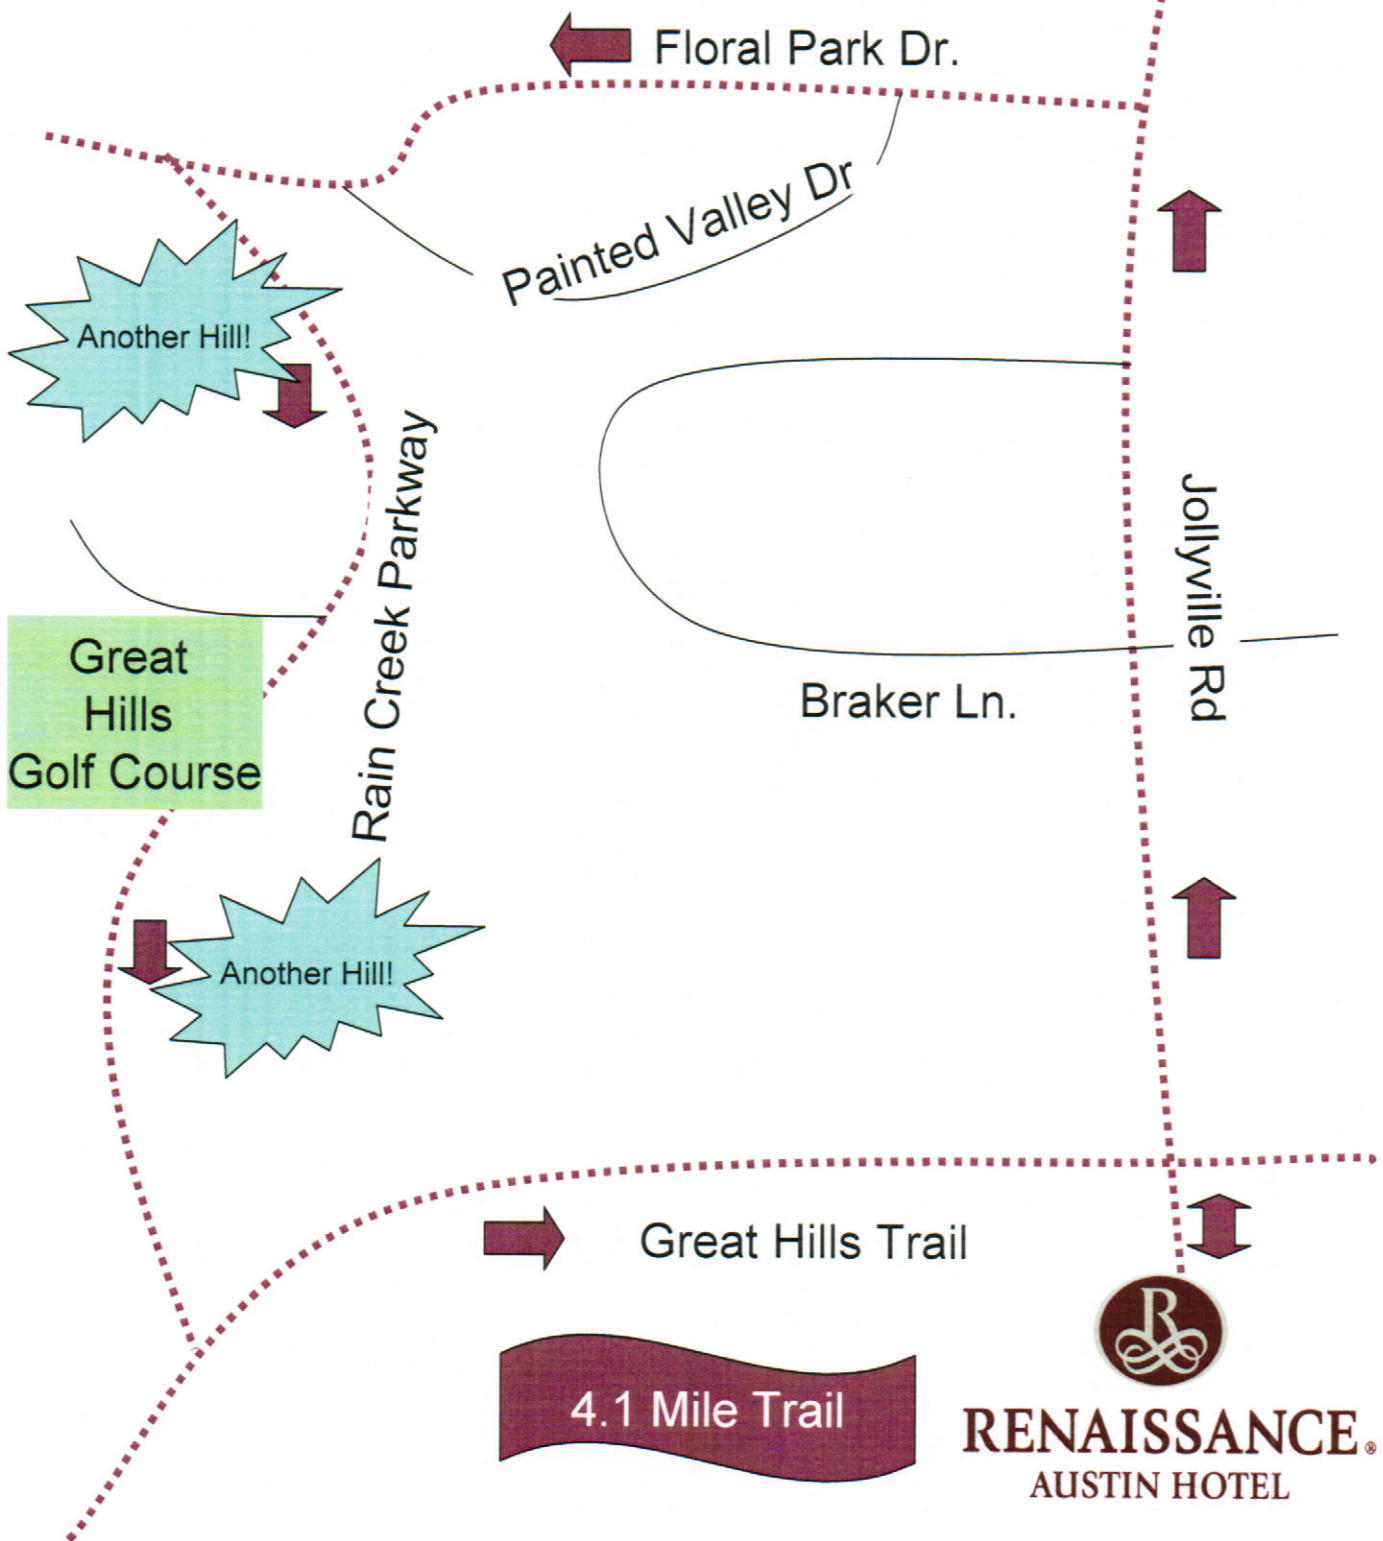 Floral Park Dr.
Painted Valley Dr
Another Hill!
Rain Creek Parkway
Jollyville Rd
Great
Hills
Golf Course
Braker Ln.
Another Hill!
Great Hills Trail
4.1 Mile Trail
R
RENAISSANCE®
AUSTIN HOTEL